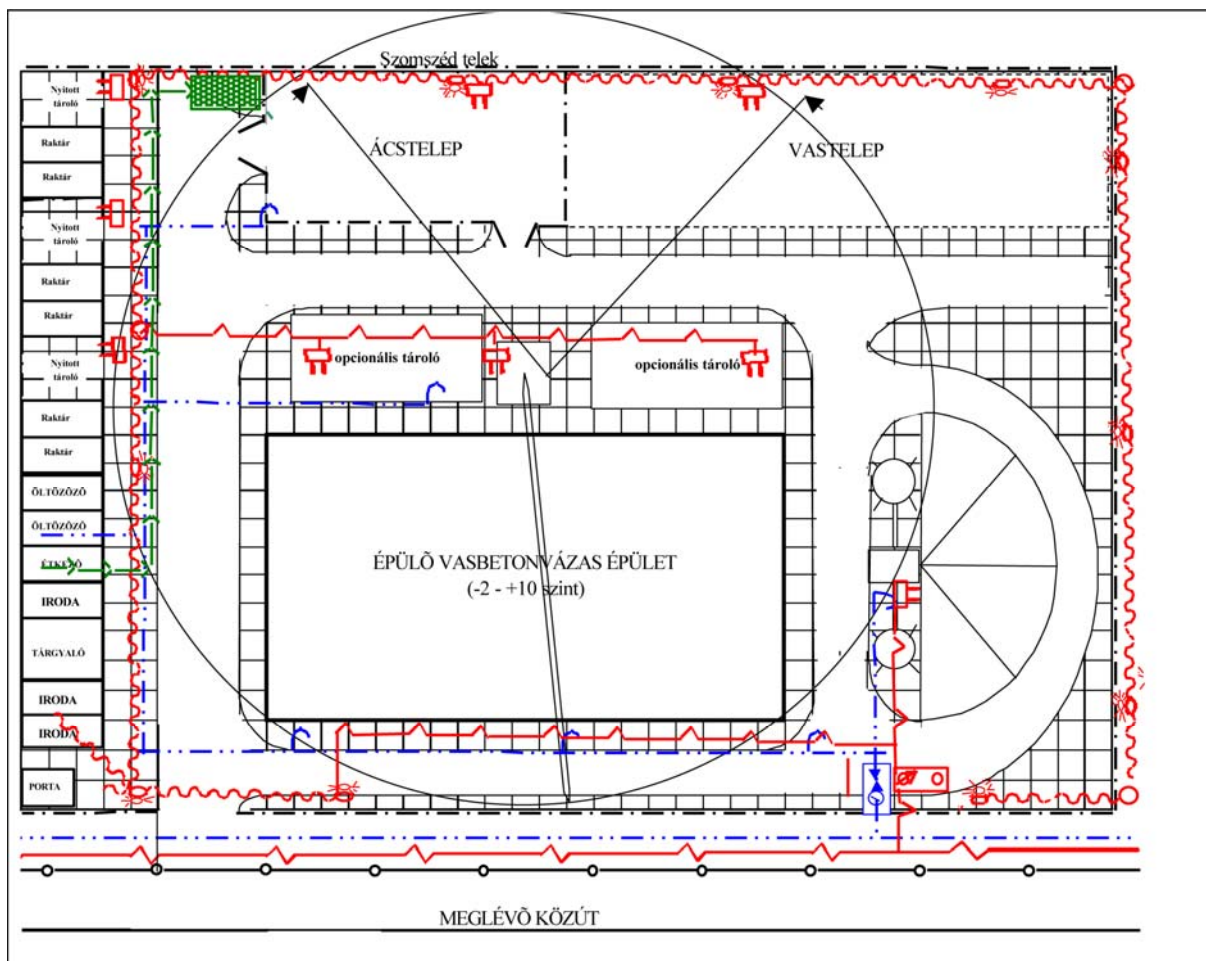 Szomszéd telek
Nyitott
tároló
ÁCSTELEP
VASTELEP
Raktár
Raktár
Nyitott
tároló
Raktár
Raktár
Nyitott
tároló
opcionális tároló
opcionális tároló
Raktár
Raktár
ÖLTÖZÖZÖ
ÖLTÖZÖZÖ
ÉTKEZÕ
ÉPÜLÕ VASBETONVÁZAS ÉPÜLET
(-2 - +10 szint)
IRODA
TÁRGYALÓ
IRODA
IRODA
PORTA
MEGLÉVÕ KÖZÚT